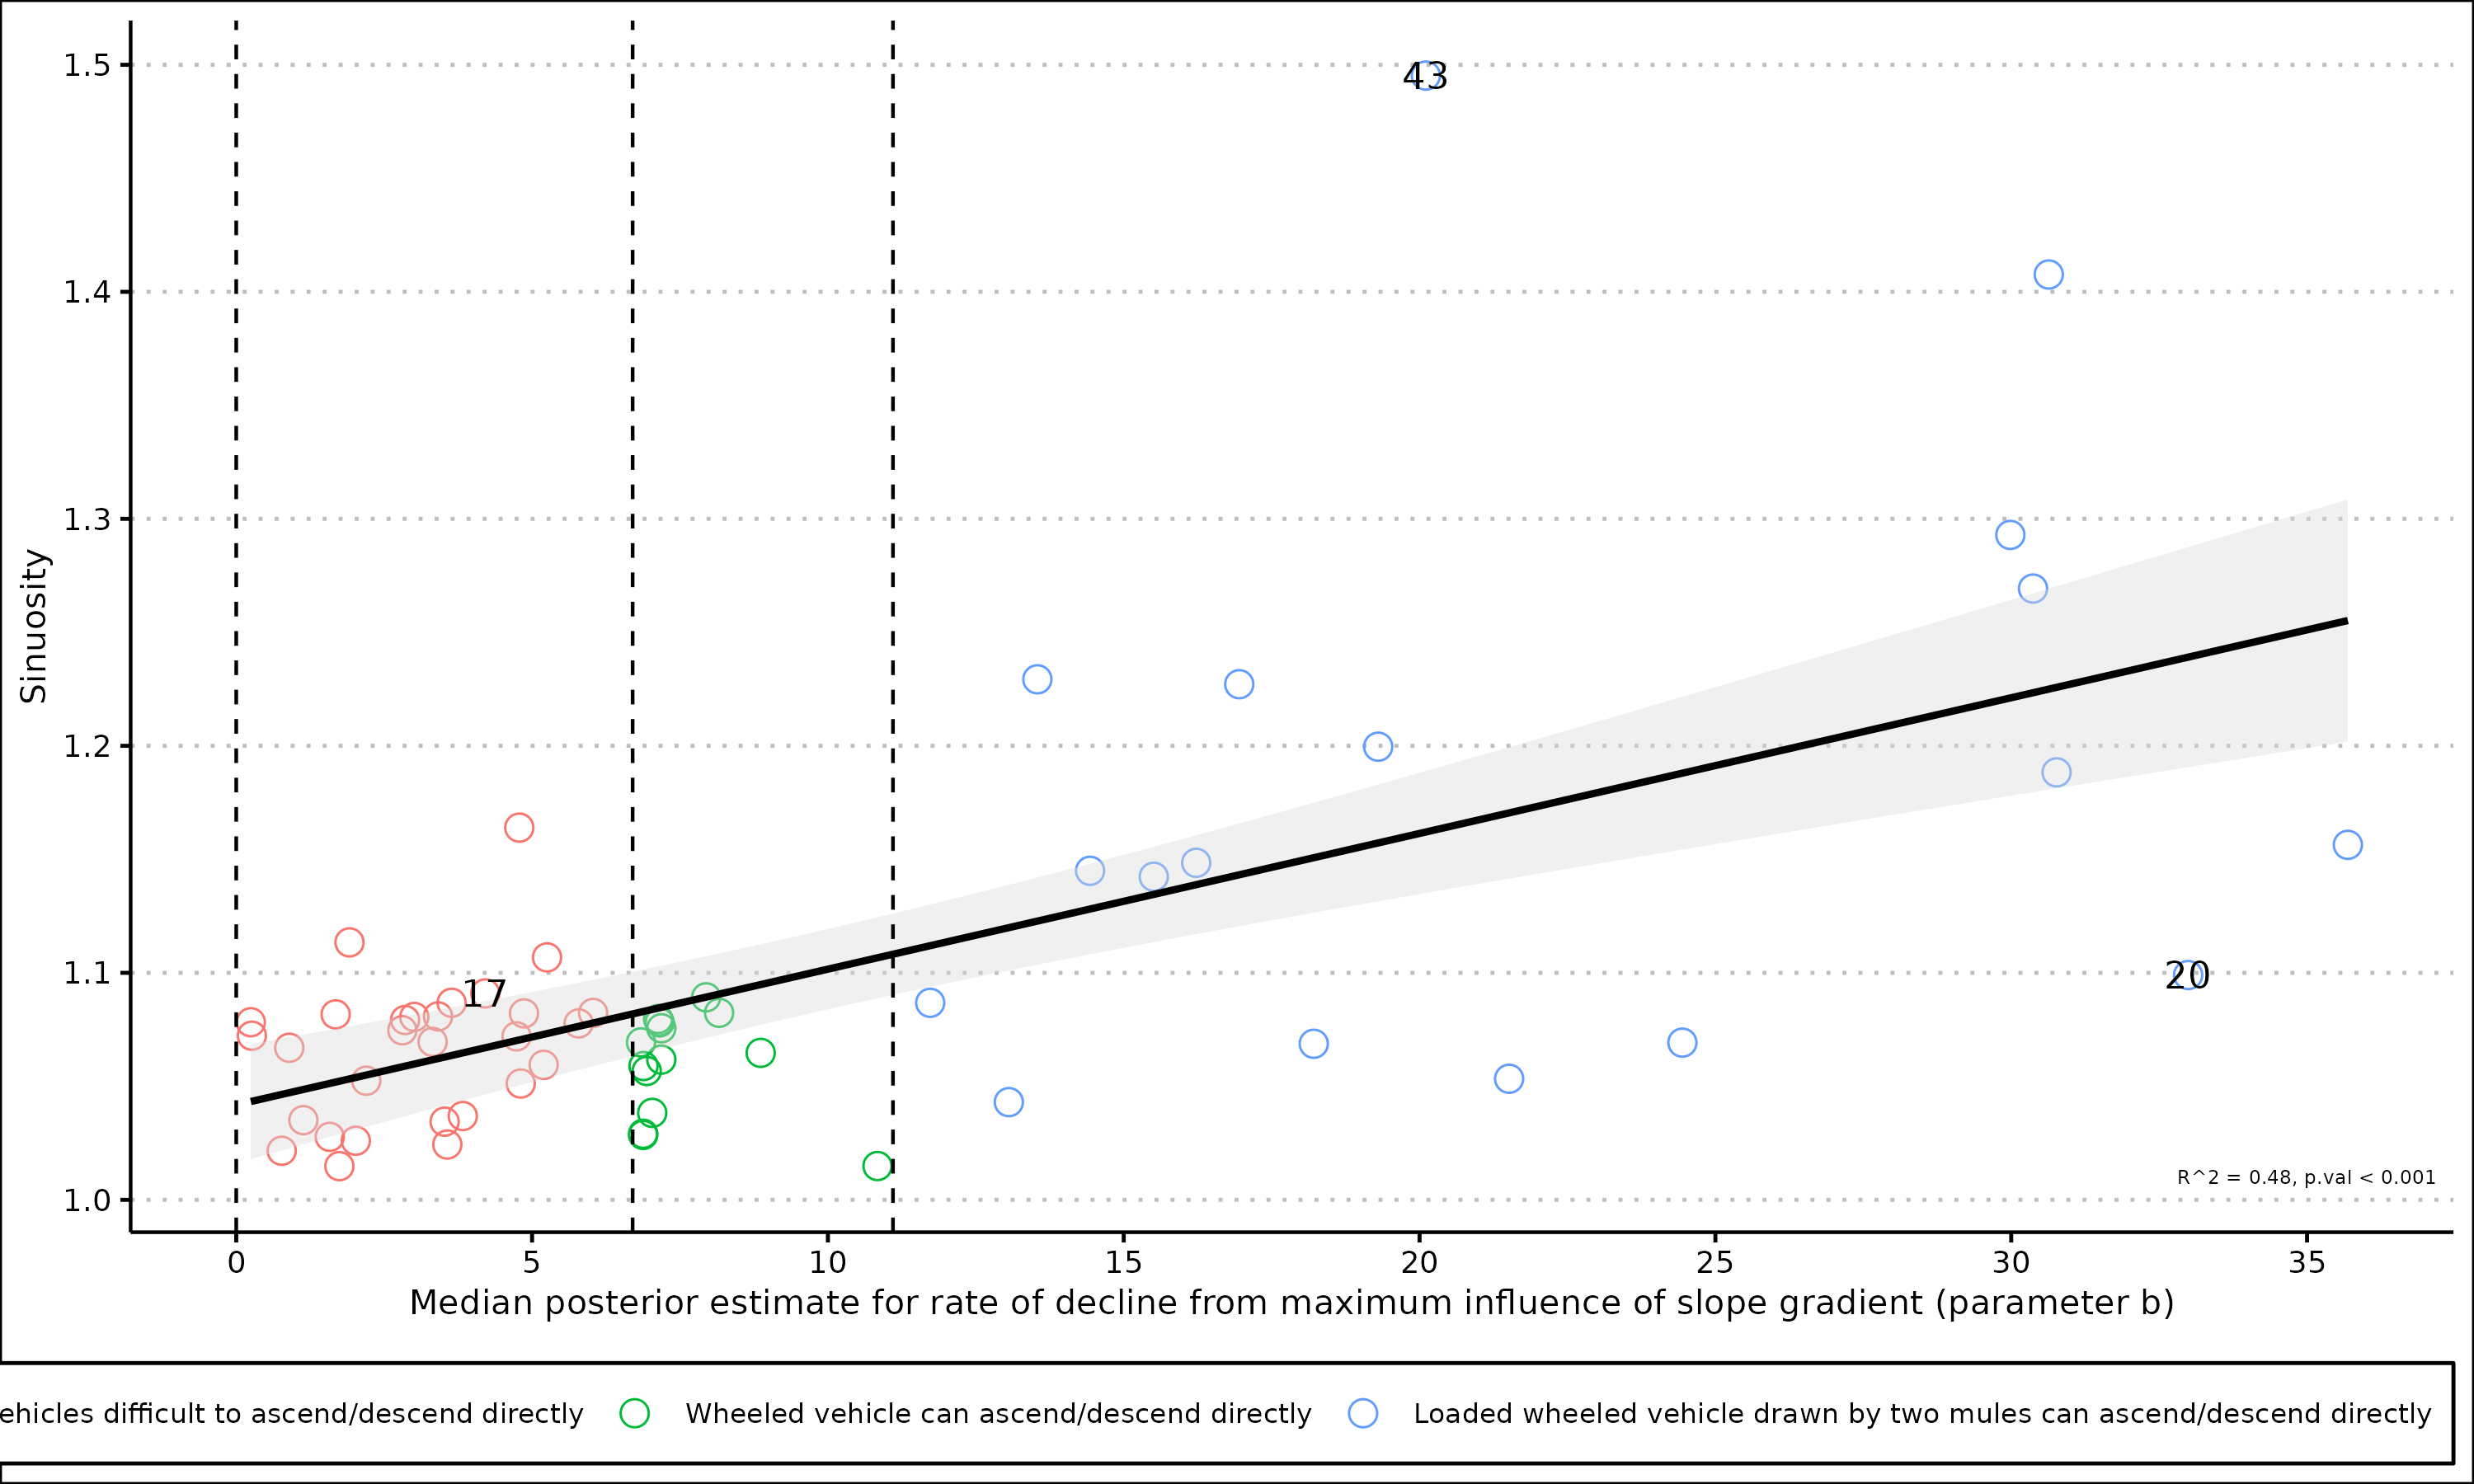 1.5
1.4
1.3
1.2
1.1
1.0
Sinuosity
43
17
20
R^2 = 0.48, p.val < 0.001
0 5 10 15 20 25 30 35
Median posterior estimate for rate of decline from maximum influence of slope gradient (parameter b)
ehicles difficult to ascend/descend directly Wheeled vehicle can ascend/descend directly Loaded wheeled vehicle drawn by two mules can ascend/descend directly